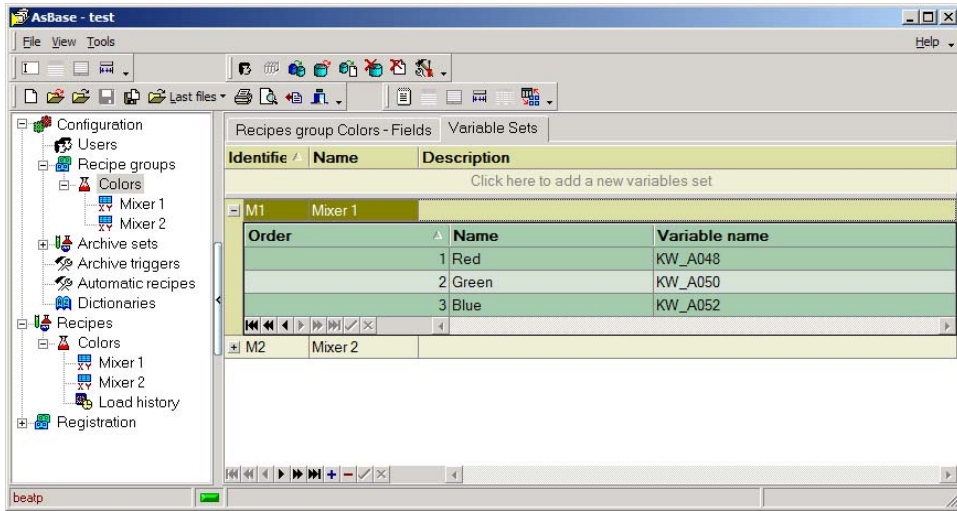 AsBase - test
File View Tools Help
Last files
Configuration
Users
Recipe groups
Colors
Mixer 1
Mixer 2
Archive sets
Archive triggers
Automatic recipes
Dictionaries
Recipes
Colors
Mixer 1
Mixer 2
Load history
Registration
Recipes group Colors - Fields Variable Sets
Identifie Name Description
Click here to add a new variables set
M1 Mixer 1
Order Name Variable name
1 Red KW_A048
2 Green KW_A050
3 Blue KW_A052
M2 Mixer 2
beatp